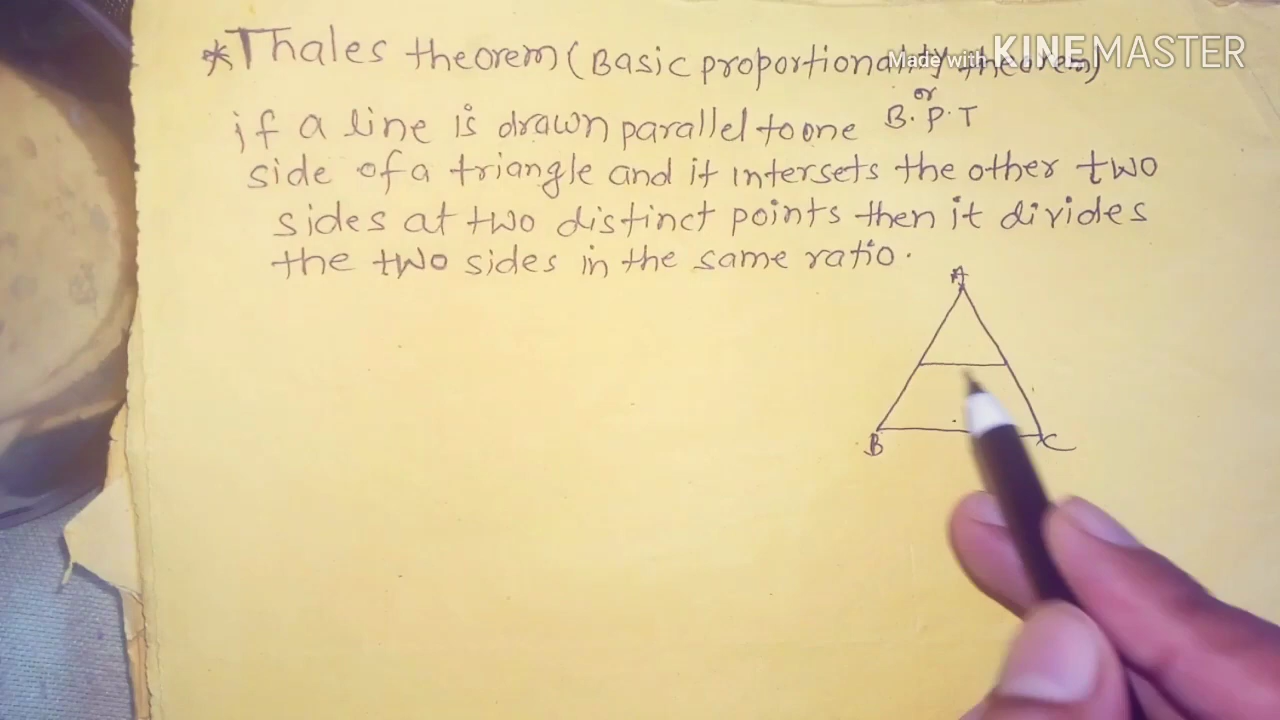 *Thales theorem (Basic proportionality theorem)
Made with KINEMASTER
or
B.P.T
if a line is drawn parallel to one
side of a triangle and it intersets the other two
sides at two distinct points then it divides
the two sides in the same ratio.
A
B
C